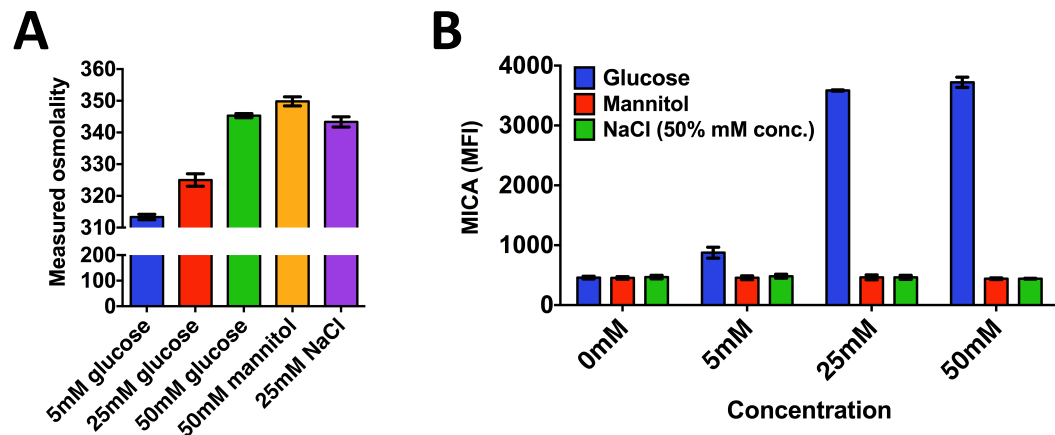 A
Measured osmolality
360
350
340
330
320
310
200
100
0
5mM glucose
25mM glucose
50mM glucose
50mM mannitol
25mM NaCl
B
MICA (MFI)
4000
3000
2000
1000
0
Glucose
Mannitol
NaCl (50% mM conc.)
0mM
5mM
25mM
50mM
Concentration